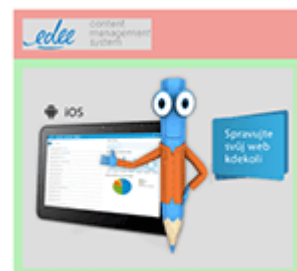 edee
content
management
system
iOS
Spravujte
svůj web
kdekoli